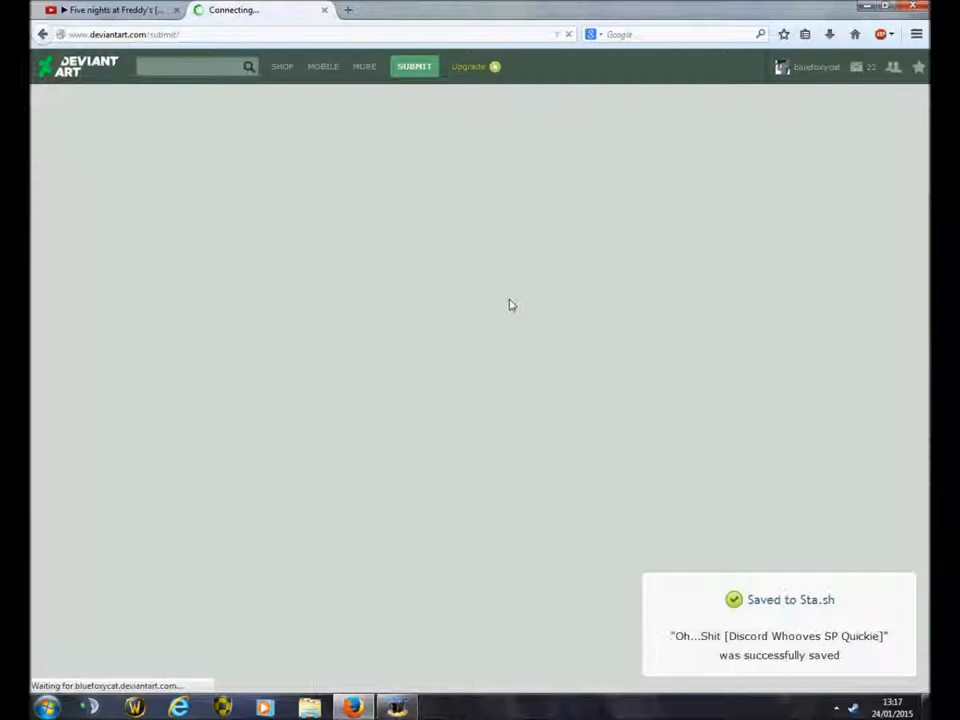 ▶ Five nights at Freddy's [...
Connecting...
www.deviantart.com/submit/
Google
DEVIANT
ART
SHOP
MOBILE
MORE
SUBMIT
Upgrade
bluefoxycat
22
Saved to Sta.sh
"Oh...Shit [Discord Whooves SP Quickie]"
was successfully saved
Waiting for bluefoxycat.deviantart.com...
13:17
24/01/2015